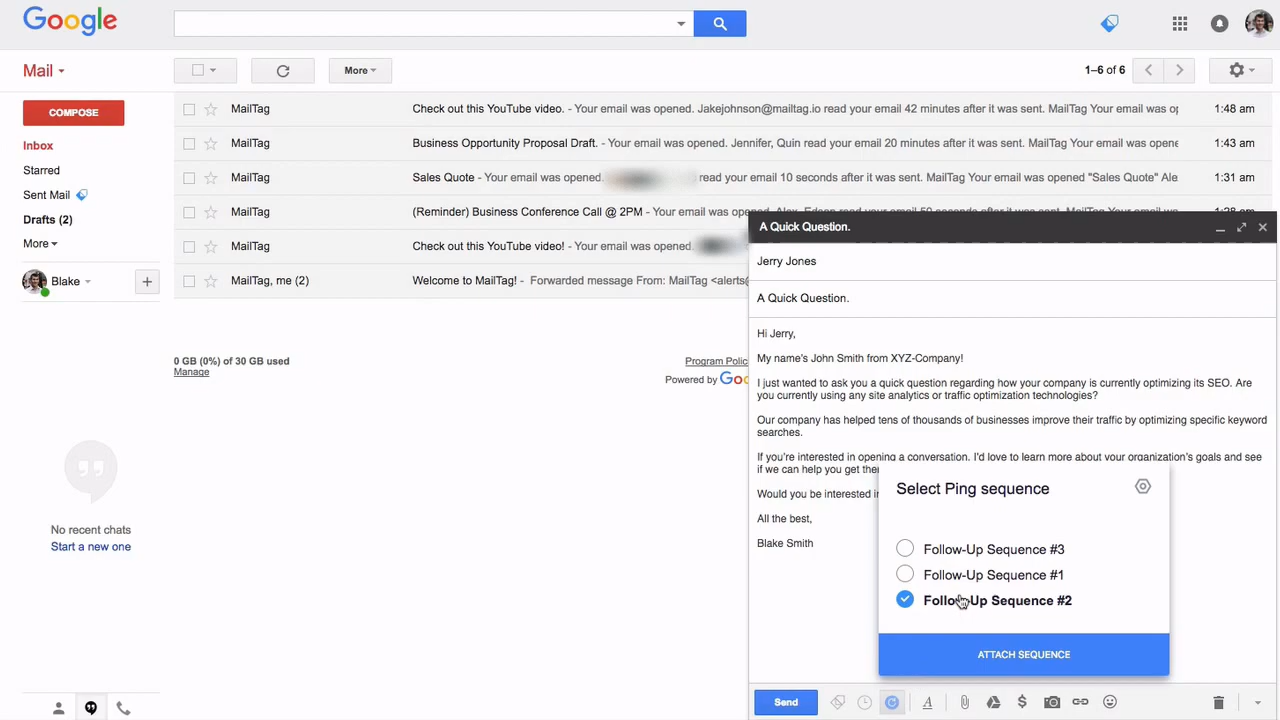 Google
Mail
More
1–6 of 6
COMPOSE
Inbox
Starred
Sent Mail
Drafts (2)
More
Blake
MailTag Check out this YouTube video. - Your email was opened. Jakejohnson@mailtag.io read your email 42 minutes after it was sent. MailTag Your email was op 1:48 am
MailTag Business Opportunity Proposal Draft. - Your email was opened. Jennifer, Quin read your email 20 minutes after it was sent. MailTag Your email was opene 1:43 am
MailTag Sales Quote - Your email was opened. read your email 10 seconds after it was sent. MailTag Your email was opened "Sales Quote" Ale 1:31 am
MailTag (Reminder) Business Conference Call @ 2PM - Your email was opened.
MailTag Check out this YouTube video! - Your email was opened.
MailTag, me (2) Welcome to MailTag! - Forwarded message From: MailTag <alerts@
0 GB (0%) of 30 GB used
Manage
Program Polic
Powered by Goo
No recent chats
Start a new one
A Quick Question.
Jerry Jones
A Quick Question.
Hi Jerry,
My name's John Smith from XYZ-Company!
I just wanted to ask you a quick question regarding how your company is currently optimizing its SEO. Are
you currently using any site analytics or traffic optimization technologies?
Our company has helped tens of thousands of businesses improve their traffic by optimizing specific keyword
searches.
If you're interested in opening a conversation. I'd love to learn more about your organization's goals and see
if we can help you get the
Would you be interested i
All the best,
Blake Smith
Select Ping sequence
Follow-Up Sequence #3
Follow-Up Sequence #1
Follow-Up Sequence #2
ATTACH SEQUENCE
Send